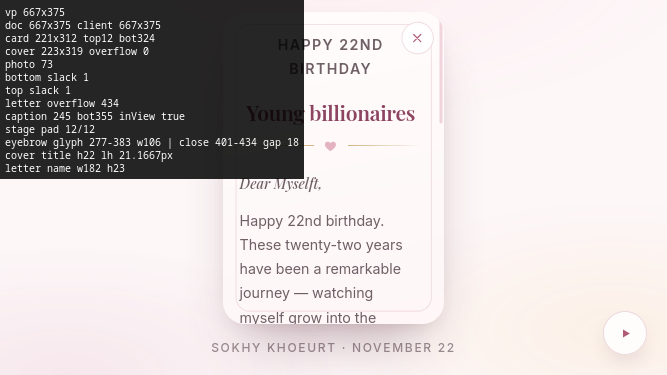 vp 667x375
doc 667x375 client 667x375
card 221x312 top12 bot324
cover 223x319 overflow 0
photo 73
bottom slack 1
top slack 1
letter overflow 434
caption 245 bot355 inView true
stage pad 12/12
eyebrow glyph 277-383 w106 | close 401-434 gap 18
cover title h22 lh 21.1667px
letter name w182 h23
HAPPY 22ND
BIRTHDAY
Young billionaires
Dear Myselft,
Happy 22nd birthday.
These twenty-two years
have been a remarkable
journey — watching
myself grow into the
SOKHY KHOEURT · NOVEMBER 22